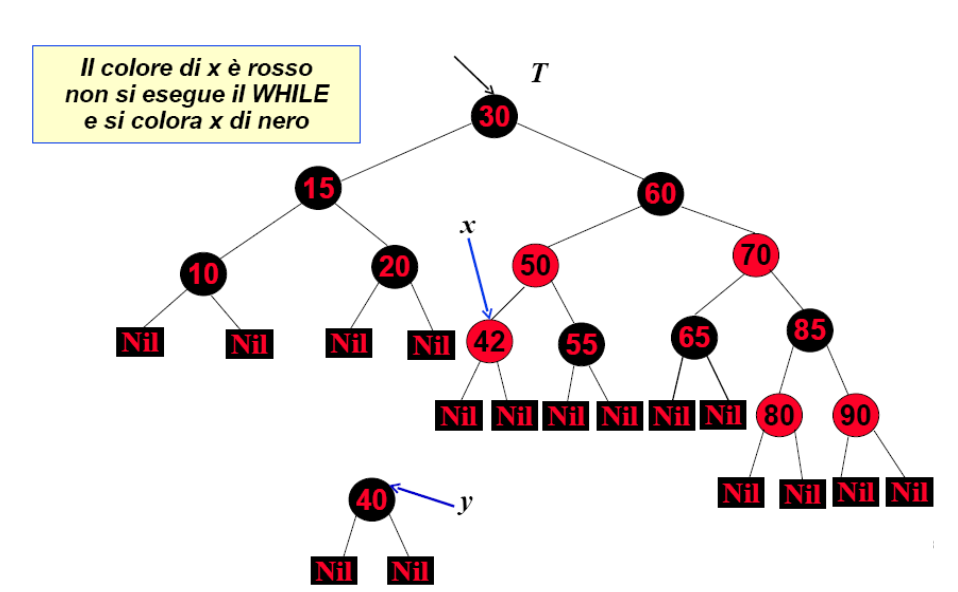 Il colore di x è rosso
non si esegue il WHILE
e si colora x di nero
T
30
15
60
x
10
20
50
70
Nil
Nil
Nil
Nil
42
55
65
85
Nil
Nil
Nil
Nil
Nil
Nil
80
90
Nil
Nil
Nil
Nil
40
y
Nil
Nil